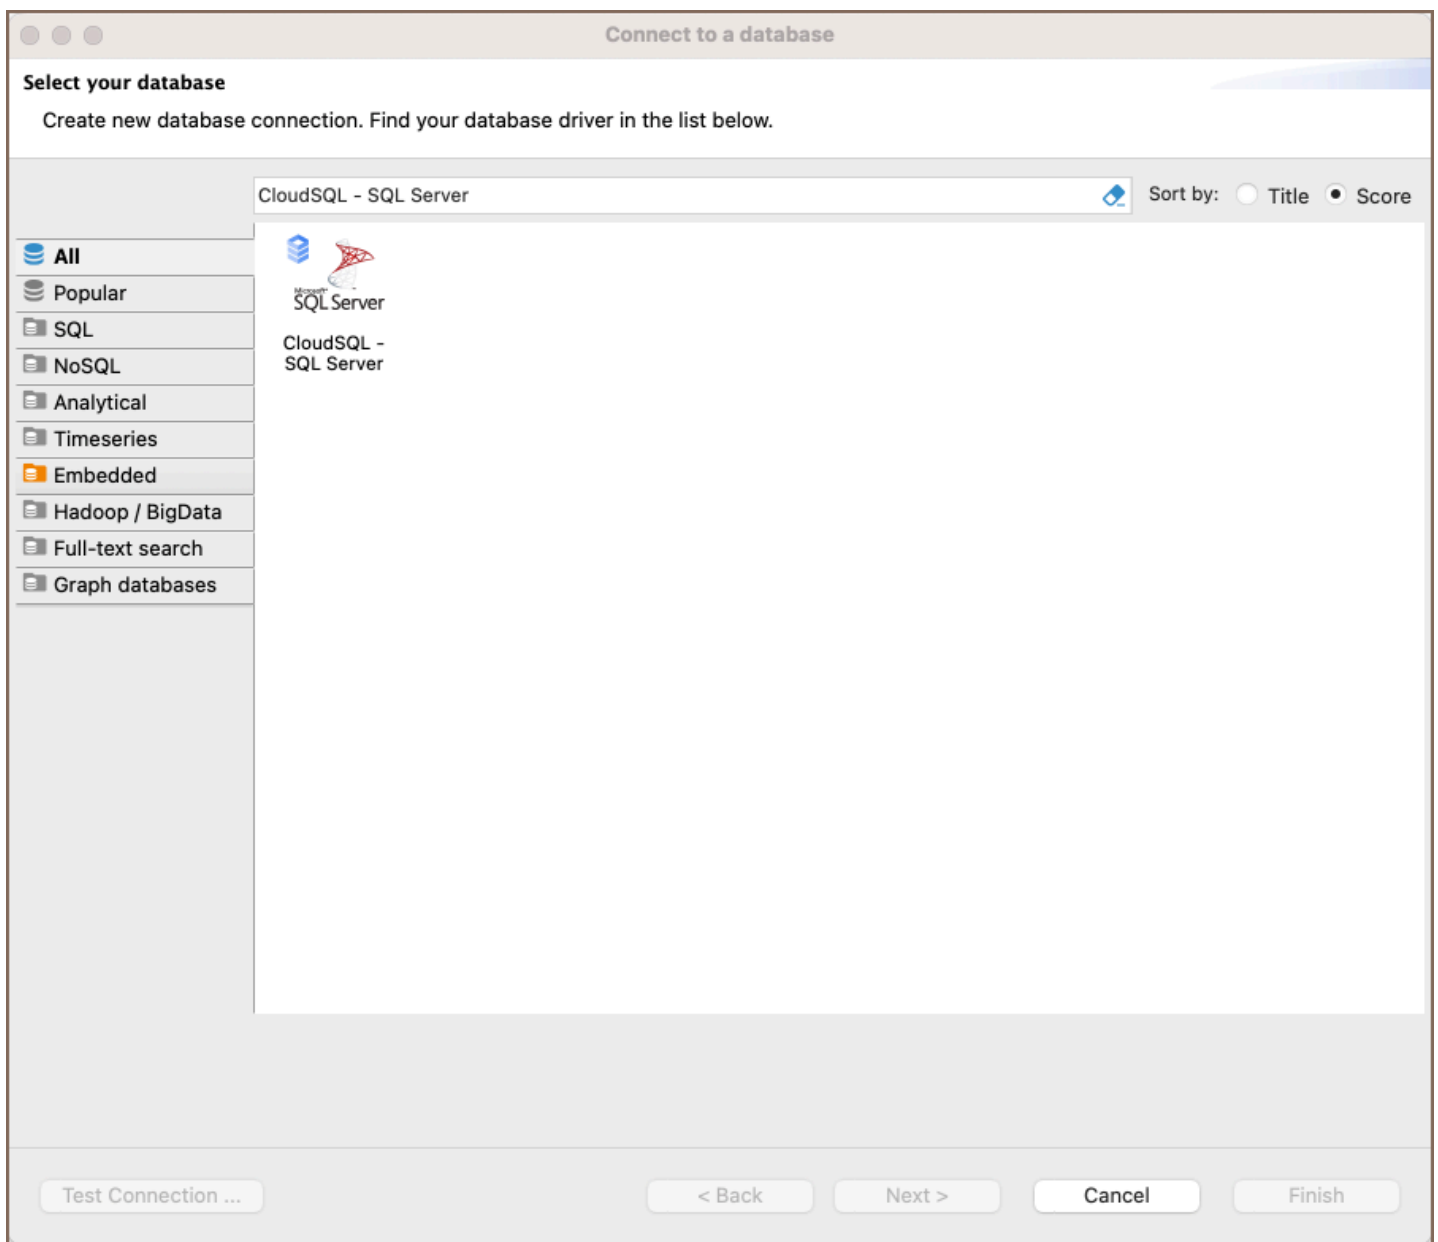 Connect to a database
Select your database
Create new database connection. Find your database driver in the list below.
CloudSQL - SQL Server
Sort by: Title Score
All
Popular
SQL
NoSQL
Analytical
Timeseries
Embedded
Hadoop / BigData
Full-text search
Graph databases
Microsoft
SQL Server
CloudSQL -
SQL Server
Test Connection ...
< Back
Next >
Cancel
Finish